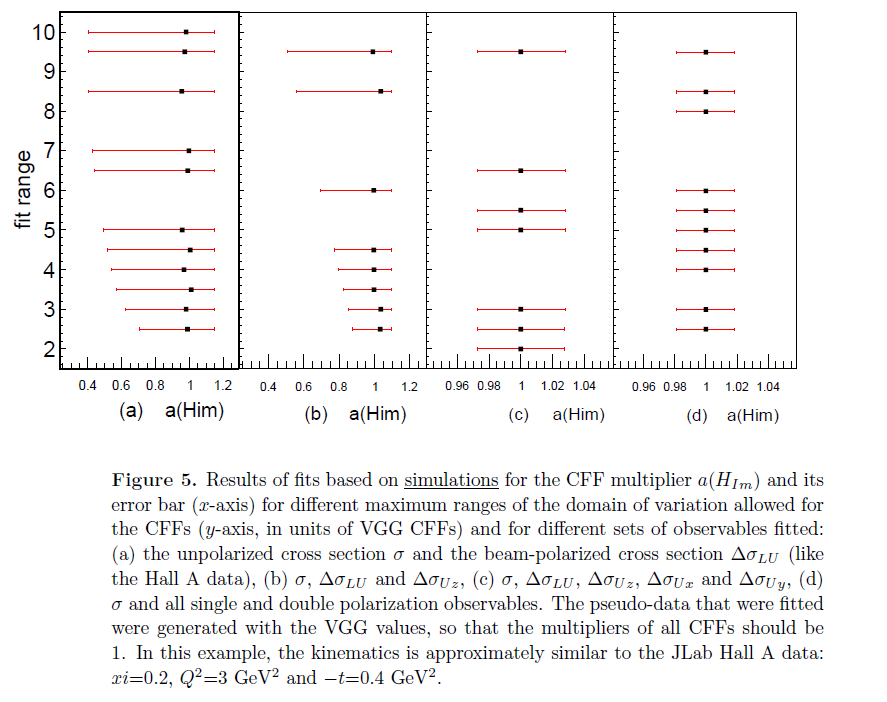 10
9
8
7
6
5
4
3
2
fit range
0.4 0.6 0.8 1 1.2
0.4 0.6 0.8 1 1.2
0.96 0.98 1 1.02 1.04
0.96 0.98 1 1.02 1.04
(a) a(Him)
(b) a(Him)
(c) a(Him)
(d) a(Him)
Figure 5. Results of fits based on simulations for the CFF multiplier a(H_Im) and its
error bar (x-axis) for different maximum ranges of the domain of variation allowed for
the CFFs (y-axis, in units of VGG CFFs) and for different sets of observables fitted:
(a) the unpolarized cross section σ and the beam-polarized cross section Δσ_LU (like
the Hall A data), (b) σ, Δσ_LU and Δσ_Uz, (c) σ, Δσ_LU, Δσ_Uz, Δσ_Ux and Δσ_Uy, (d)
σ and all single and double polarization observables. The pseudo-data that were fitted
were generated with the VGG values, so that the multipliers of all CFFs should be
1. In this example, the kinematics is approximately similar to the JLab Hall A data:
xi=0.2, Q²=3 GeV² and −t=0.4 GeV².